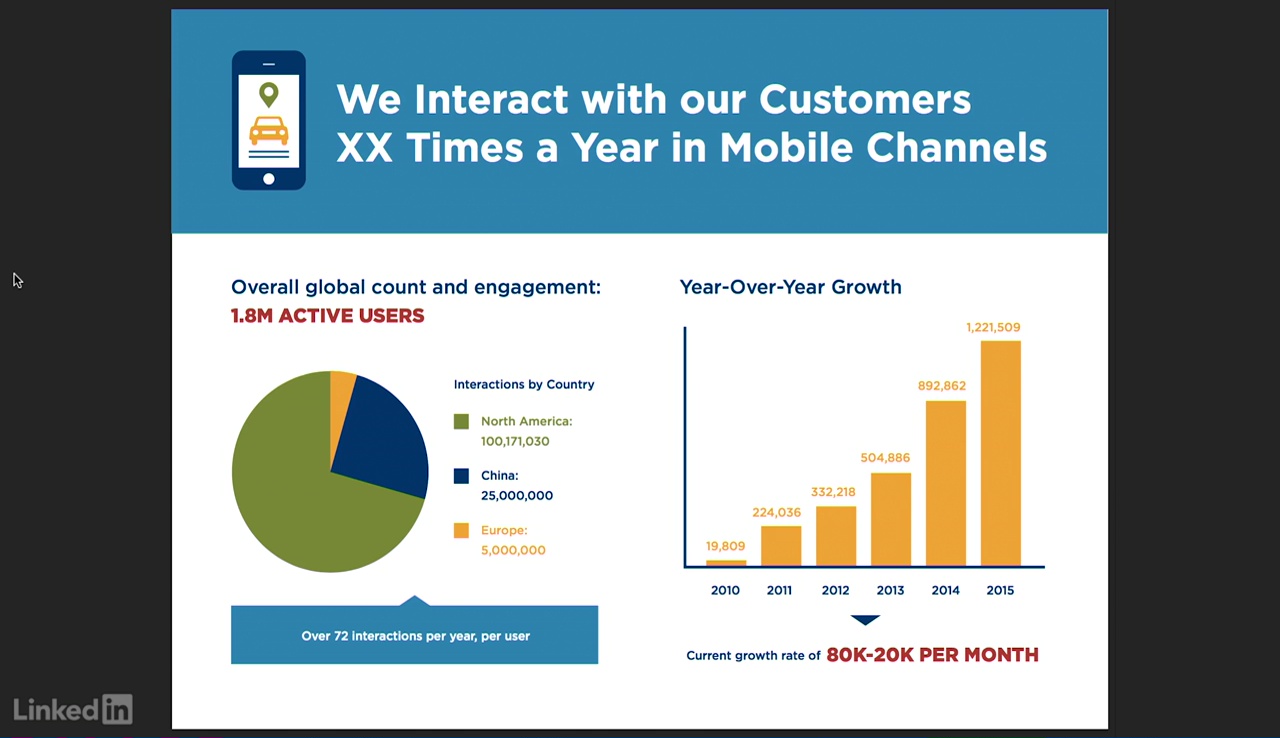 We Interact with our Customers
XX Times a Year in Mobile Channels
Overall global count and engagement:
1.8M ACTIVE USERS
Interactions by Country
North America:
100,171,030
China:
25,000,000
Europe:
5,000,000
Over 72 interactions per year, per user
Year-Over-Year Growth
1,221,509
892,862
504,886
332,218
224,036
19,809
2010 2011 2012 2013 2014 2015
Current growth rate of 80K-20K PER MONTH
Linked in